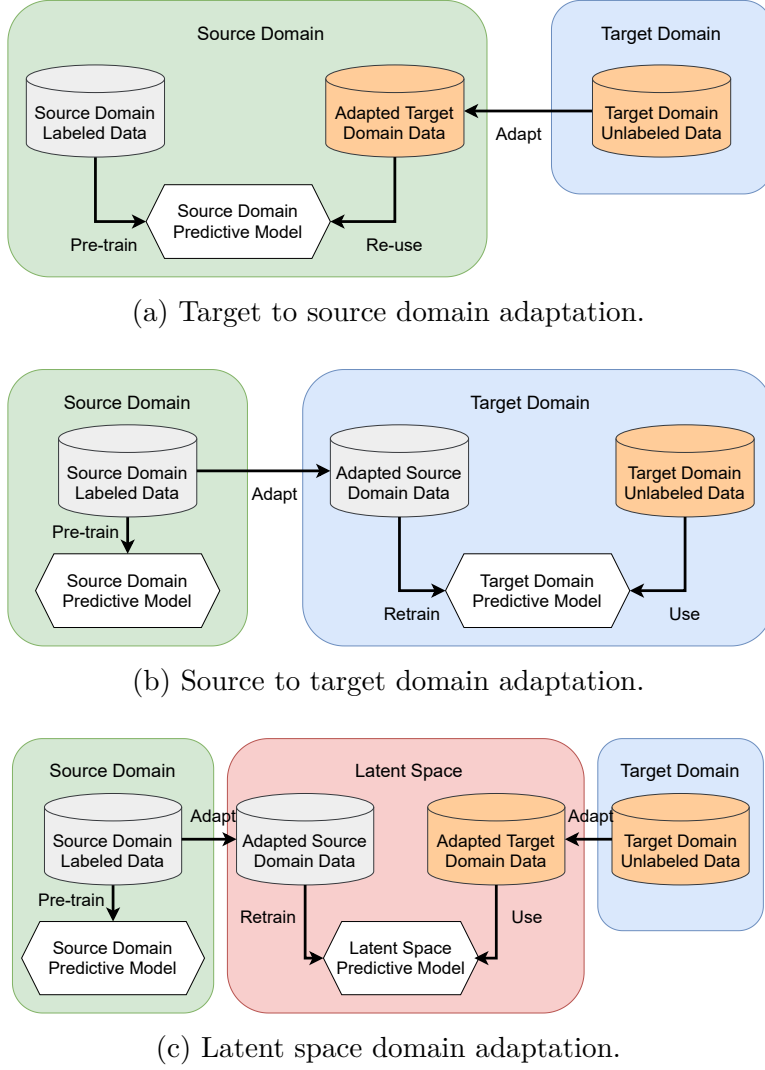 Source Domain
Target Domain
Source Domain
Labeled Data
Adapted Target
Domain Data
Target Domain
Unlabeled Data
Adapt
Source Domain
Predictive Model
Pre-train
Re-use
(a) Target to source domain adaptation.
Source Domain
Target Domain
Source Domain
Labeled Data
Adapted Source
Domain Data
Target Domain
Unlabeled Data
Adapt
Pre-train
Source Domain
Predictive Model
Target Domain
Predictive Model
Retrain
Use
(b) Source to target domain adaptation.
Source Domain
Latent Space
Target Domain
Adapt
Adapt
Source Domain
Labeled Data
Adapted Source
Domain Data
Adapted Target
Domain Data
Target Domain
Unlabeled Data
Pre-train
Retrain
Use
Source Domain
Predictive Model
Latent Space
Predictive Model
(c) Latent space domain adaptation.